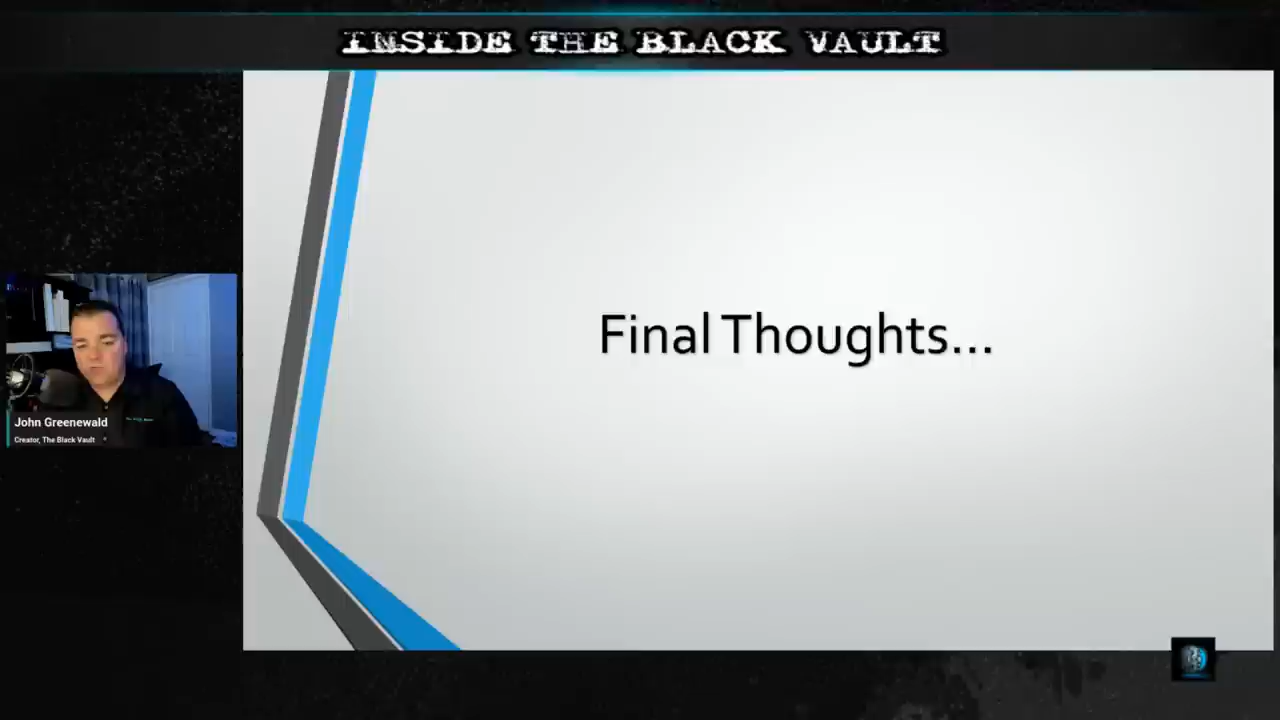 INSIDE THE BLACK VAULT
Final Thoughts...
John Greenewald
Creator, The Black Vault